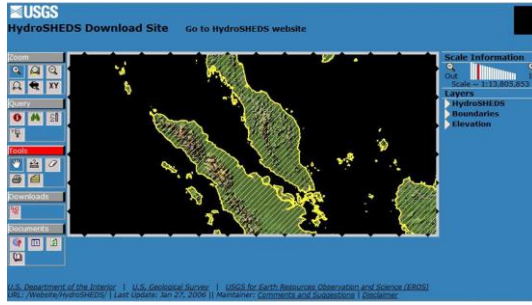 USGS
HydroSHEDS Download Site Go to HydroSHEDS website
Zoom
XY
Query
Tools
Downloads
Documents
Scale Information
Out
Scale ~ 1:13,805,653
Layers
HydroSHEDS
Boundaries
Elevation
U.S. Department of the Interior || U.S. Geological Survey || USGS for Earth Resources Observation and Science (EROS)
URL: /Website/HydroSHEDS/ | Last Update: Jan 27, 2006 || Maintainer: Comments and Suggestions | Disclaimer